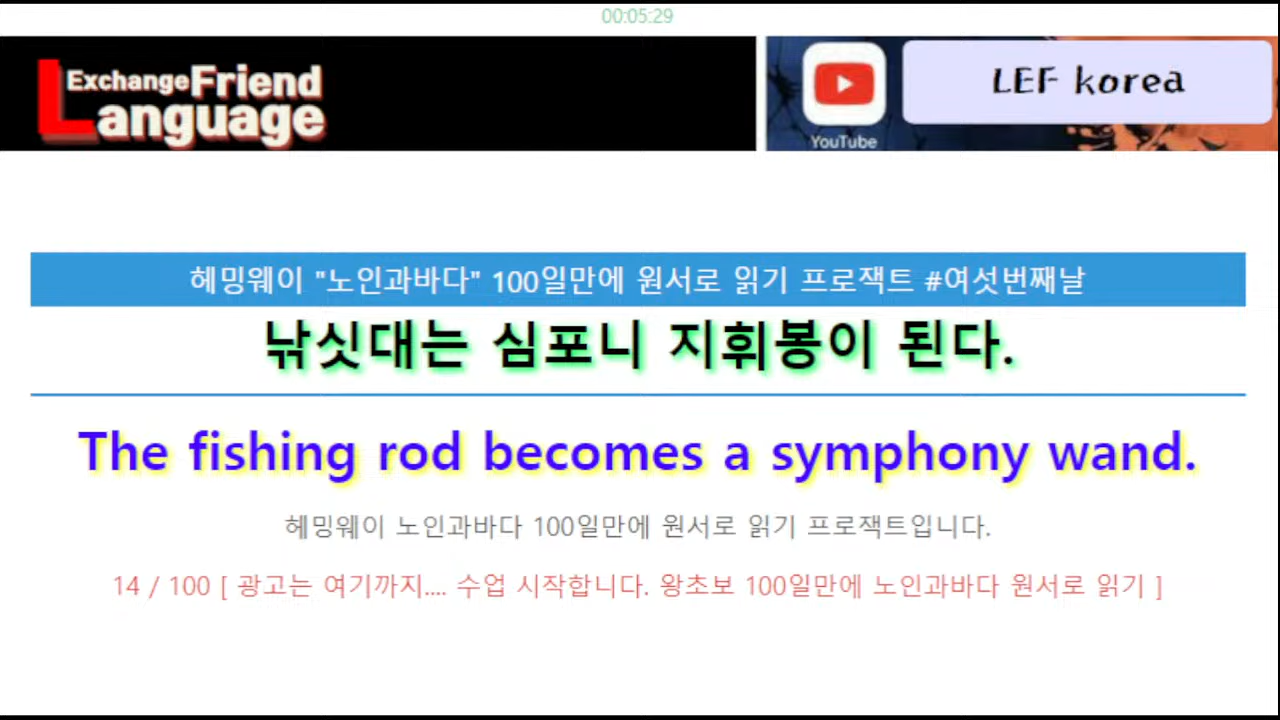 00:05:29
ExchangeFriend
Language
LEF korea
YouTube
헤밍웨이 "노인과바다" 100일만에 원서로 읽기 프로잭트 #여섯번째날
낚싯대는 심포니 지휘봉이 된다.
The fishing rod becomes a symphony wand.
헤밍웨이 노인과바다 100일만에 원서로 읽기 프로잭트입니다.
14 / 100 [ 광고는 여기까지.... 수업 시작합니다. 왕초보 100일만에 노인과바다 원서로 읽기 ]